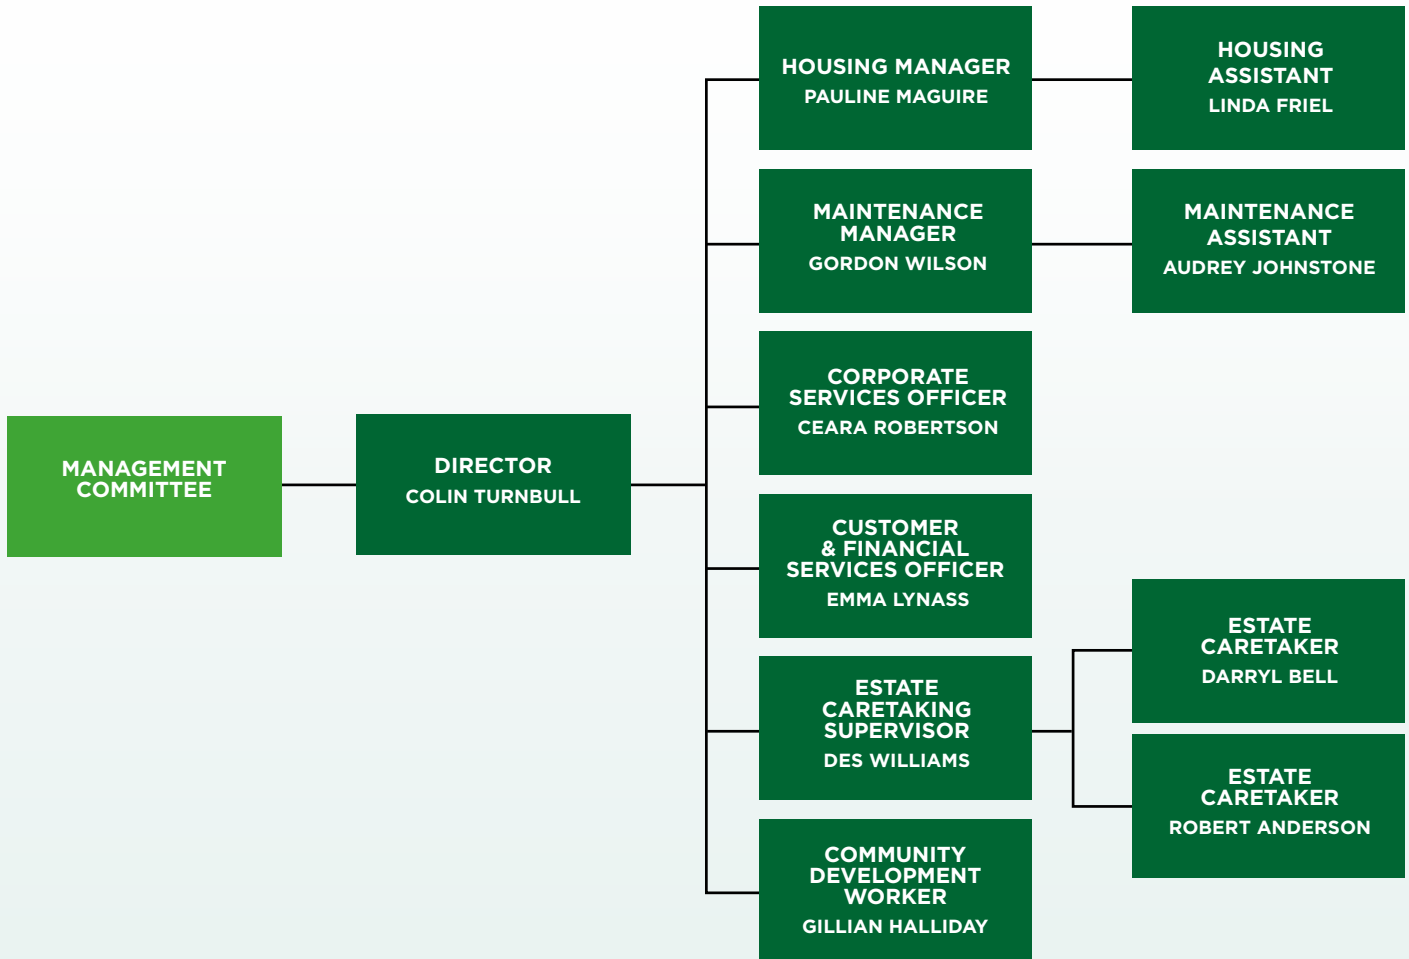 MANAGEMENT
COMMITTEE
DIRECTOR
COLIN TURNBULL
HOUSING MANAGER
PAULINE MAGUIRE
HOUSING
ASSISTANT
LINDA FRIEL
MAINTENANCE
MANAGER
GORDON WILSON
MAINTENANCE
ASSISTANT
AUDREY JOHNSTONE
CORPORATE
SERVICES OFFICER
CEARA ROBERTSON
CUSTOMER
& FINANCIAL
SERVICES OFFICER
EMMA LYNASS
ESTATE
CARETAKING
SUPERVISOR
DES WILLIAMS
ESTATE
CARETAKER
DARRYL BELL
ESTATE
CARETAKER
ROBERT ANDERSON
COMMUNITY
DEVELOPMENT
WORKER
GILLIAN HALLIDAY